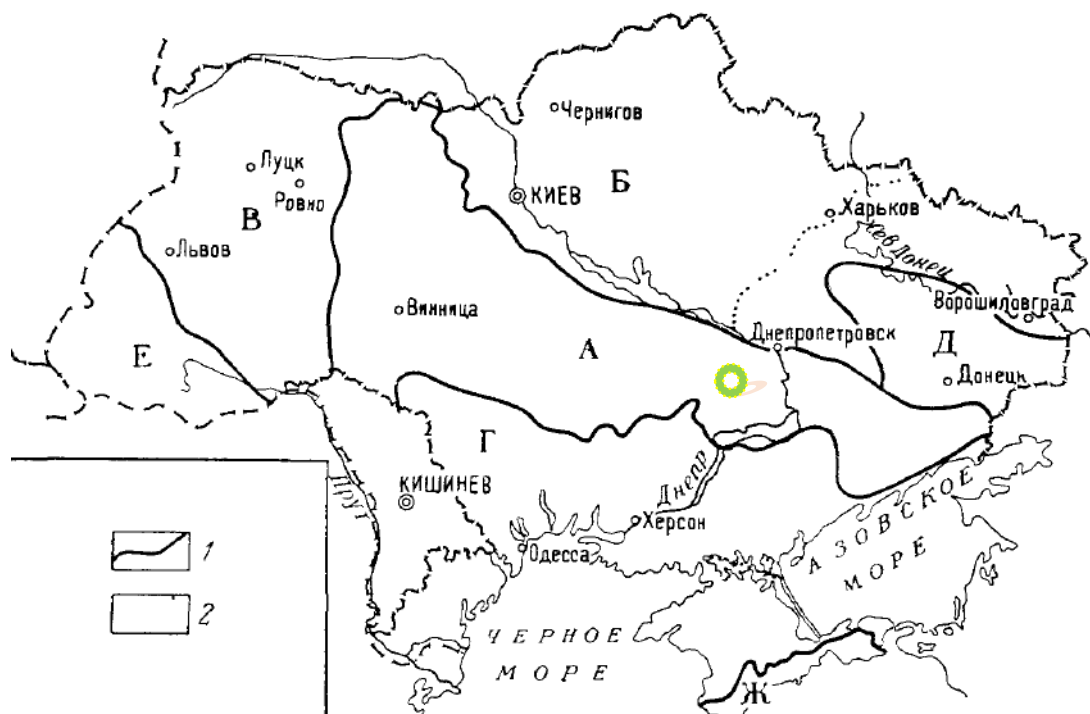 Чернигов
Луцк
Б
КИЕВ
Ровно
Харьков
В
Сев Донец
Львов
Ворошиловград
Винница
Днепропетровск
А
Д
Е
Донецк
Г
Днепр
КИШИНЕВ
Прут
Херсон
АЗОВСКОЕ
МОРЕ
Одесса
1
2
ЧЕРНОЕ
МОРЕ
Ж